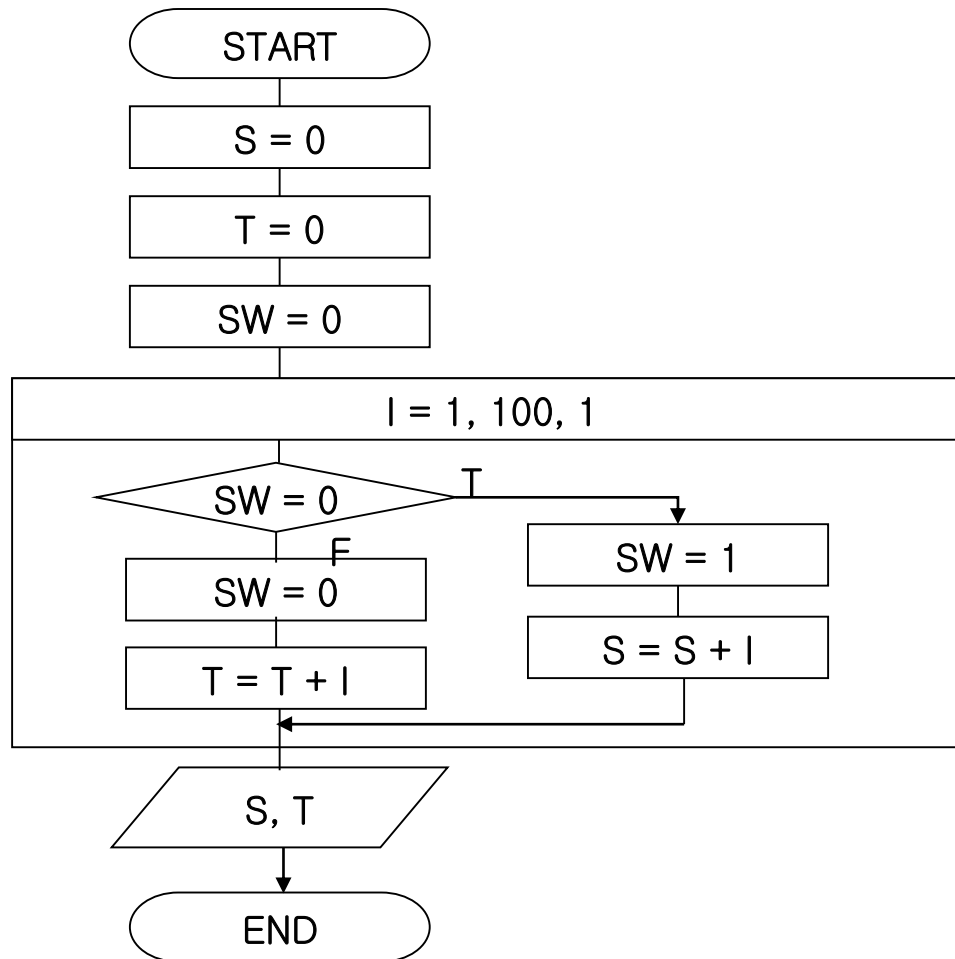 START
S = 0
T = 0
SW = 0
I = 1, 100, 1
SW = 0
T
F
SW = 0
T = T + I
SW = 1
S = S + I
S, T
END